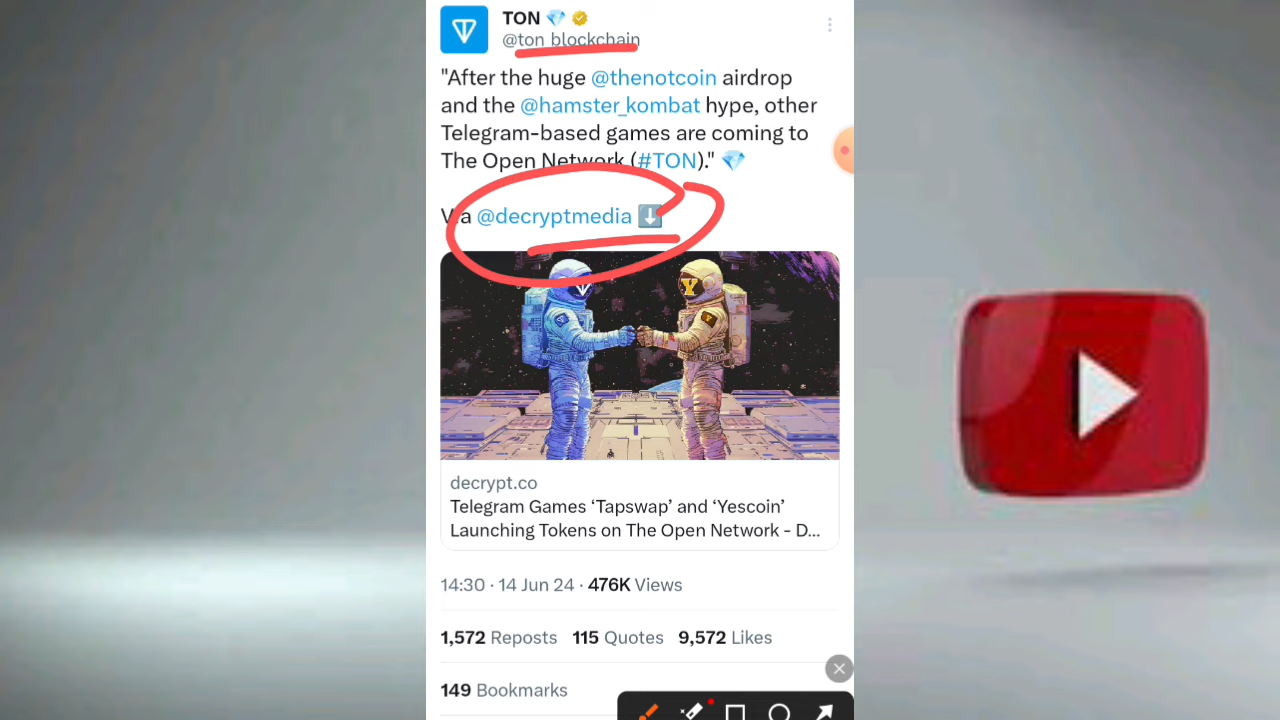 TON 💎
@ton_blockchain
"After the huge @thenotcoin airdrop
and the @hamster_kombat hype, other
Telegram-based games are coming to
The Open Network (#TON)." 💎
Via @decryptmedia ⬇️
decrypt.co
Telegram Games ‘Tapswap’ and ‘Yescoin’
Launching Tokens on The Open Network - D...
14:30 · 14 Jun 24 · 476K Views
1,572 Reposts 115 Quotes 9,572 Likes
149 Bookmarks